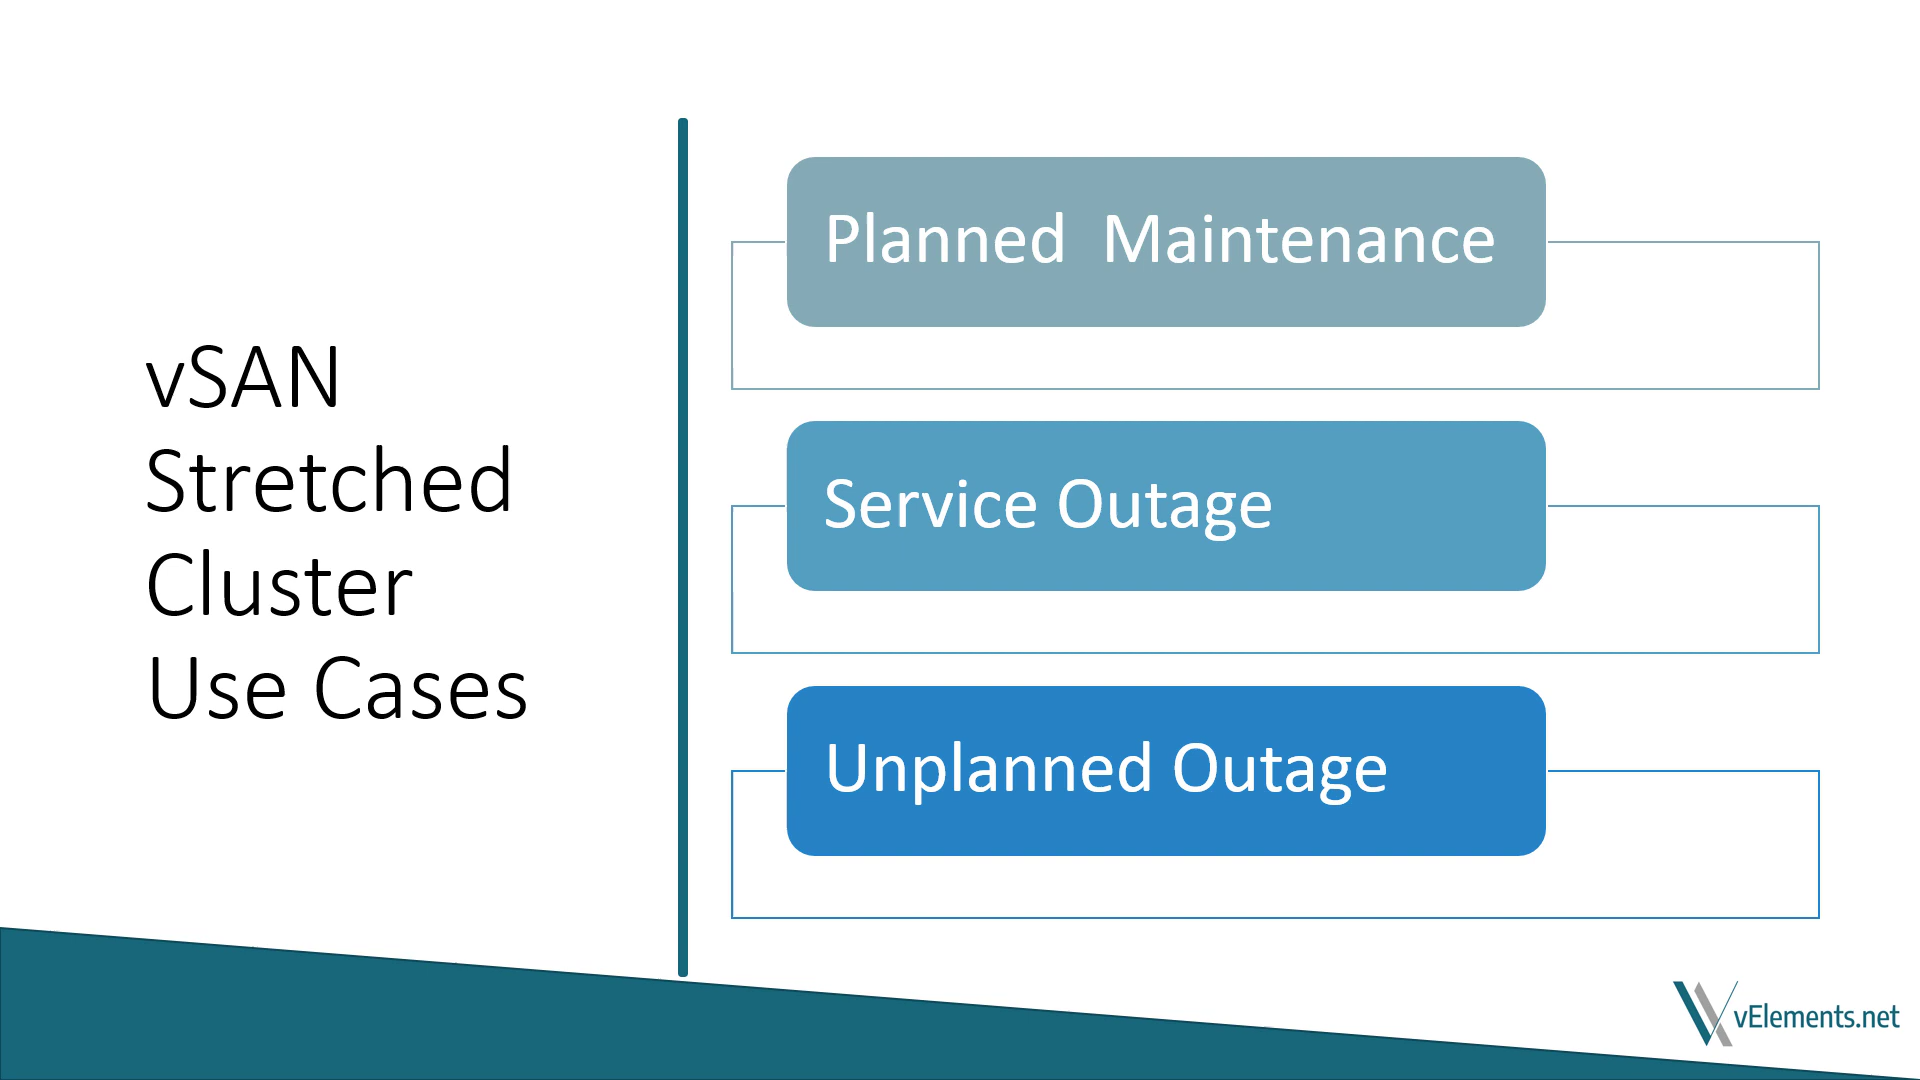 vSAN
Stretched
Cluster
Use Cases
Planned  Maintenance
Service Outage
Unplanned Outage
vElements.net